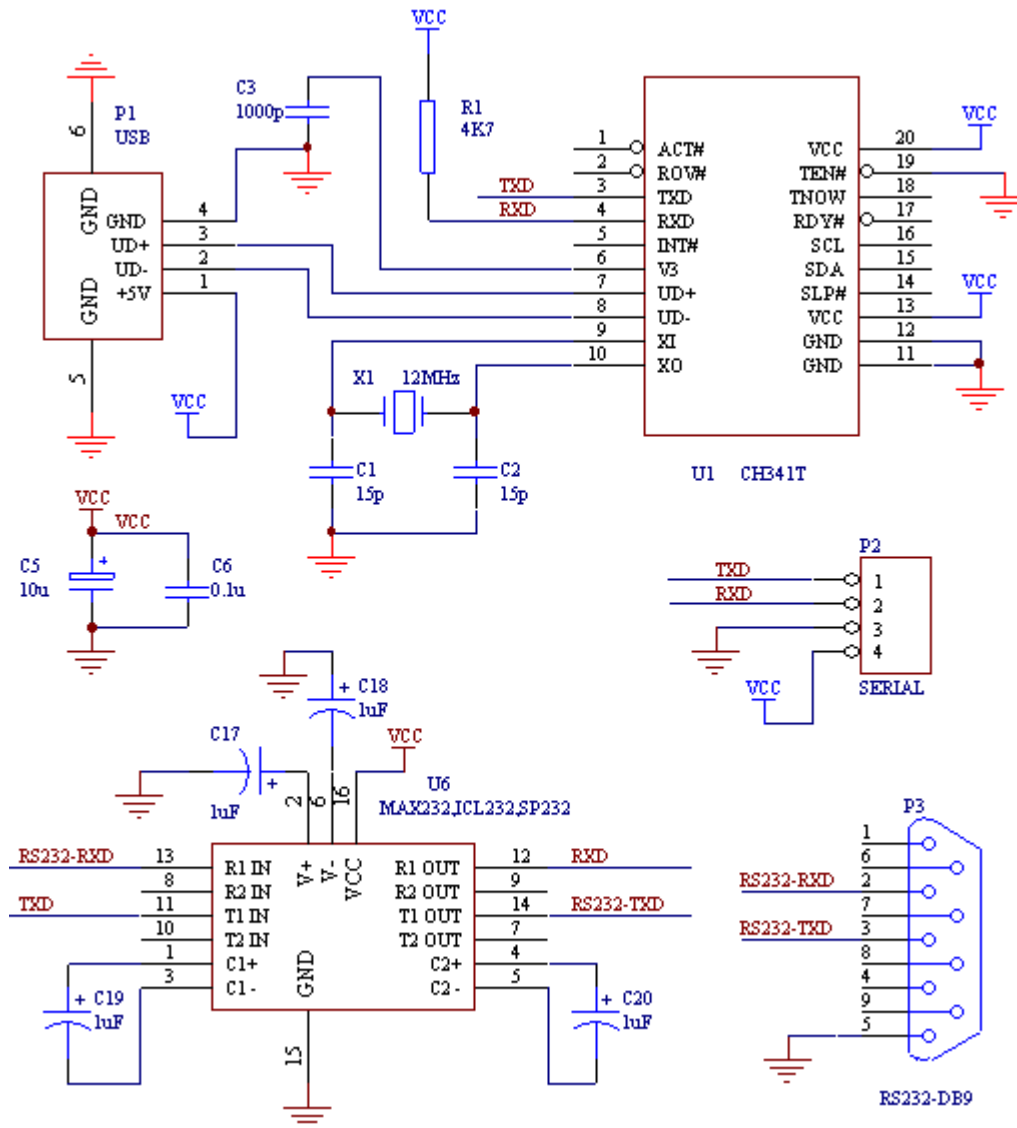 VCC
C3
1000p
P1
USB
6
GND
GND 4
UD+ 3
UD- 2
+5V 1
GND
5
VCC
R1
4K7
TXD
RXD
1 ACT#
2 ROV#
3 TXD
4 RXD
5 INT#
6 V3
7 UD+
8 UD-
9 XI
10 XO
VCC 20
TEN# 19
TNOW 18
RDY# 17
SCL 16
SDA 15
SLP# 14
VCC 13
GND 12
GND 11
VCC
VCC
U1 CH341T
X1 12MHz
C1
15p
C2
15p
VCC
VCC
C5
10u
+
C6
0.1u
P2
TXD 1
RXD 2
3
4
VCC
SERIAL
+ C18
1uF
C17
+
1uF
VCC
U6
MAX232,ICL232,SP232
2 6 16
V+ V- VCC
RS232-RXD 13 R1 IN
8 R2 IN
TXD 11 T1 IN
10 T2 IN
1 C1+
3 C1-
GND
15
R1 OUT 12 RXD
R2 OUT 9
T1 OUT 14 RS232-TXD
T2 OUT 7
C2+ 4
C2- 5
+ C19
1uF
+ C20
1uF
P3
1
6
RS232-RXD 2
7
RS232-TXD 3
8
4
9
5
RS232-DB9